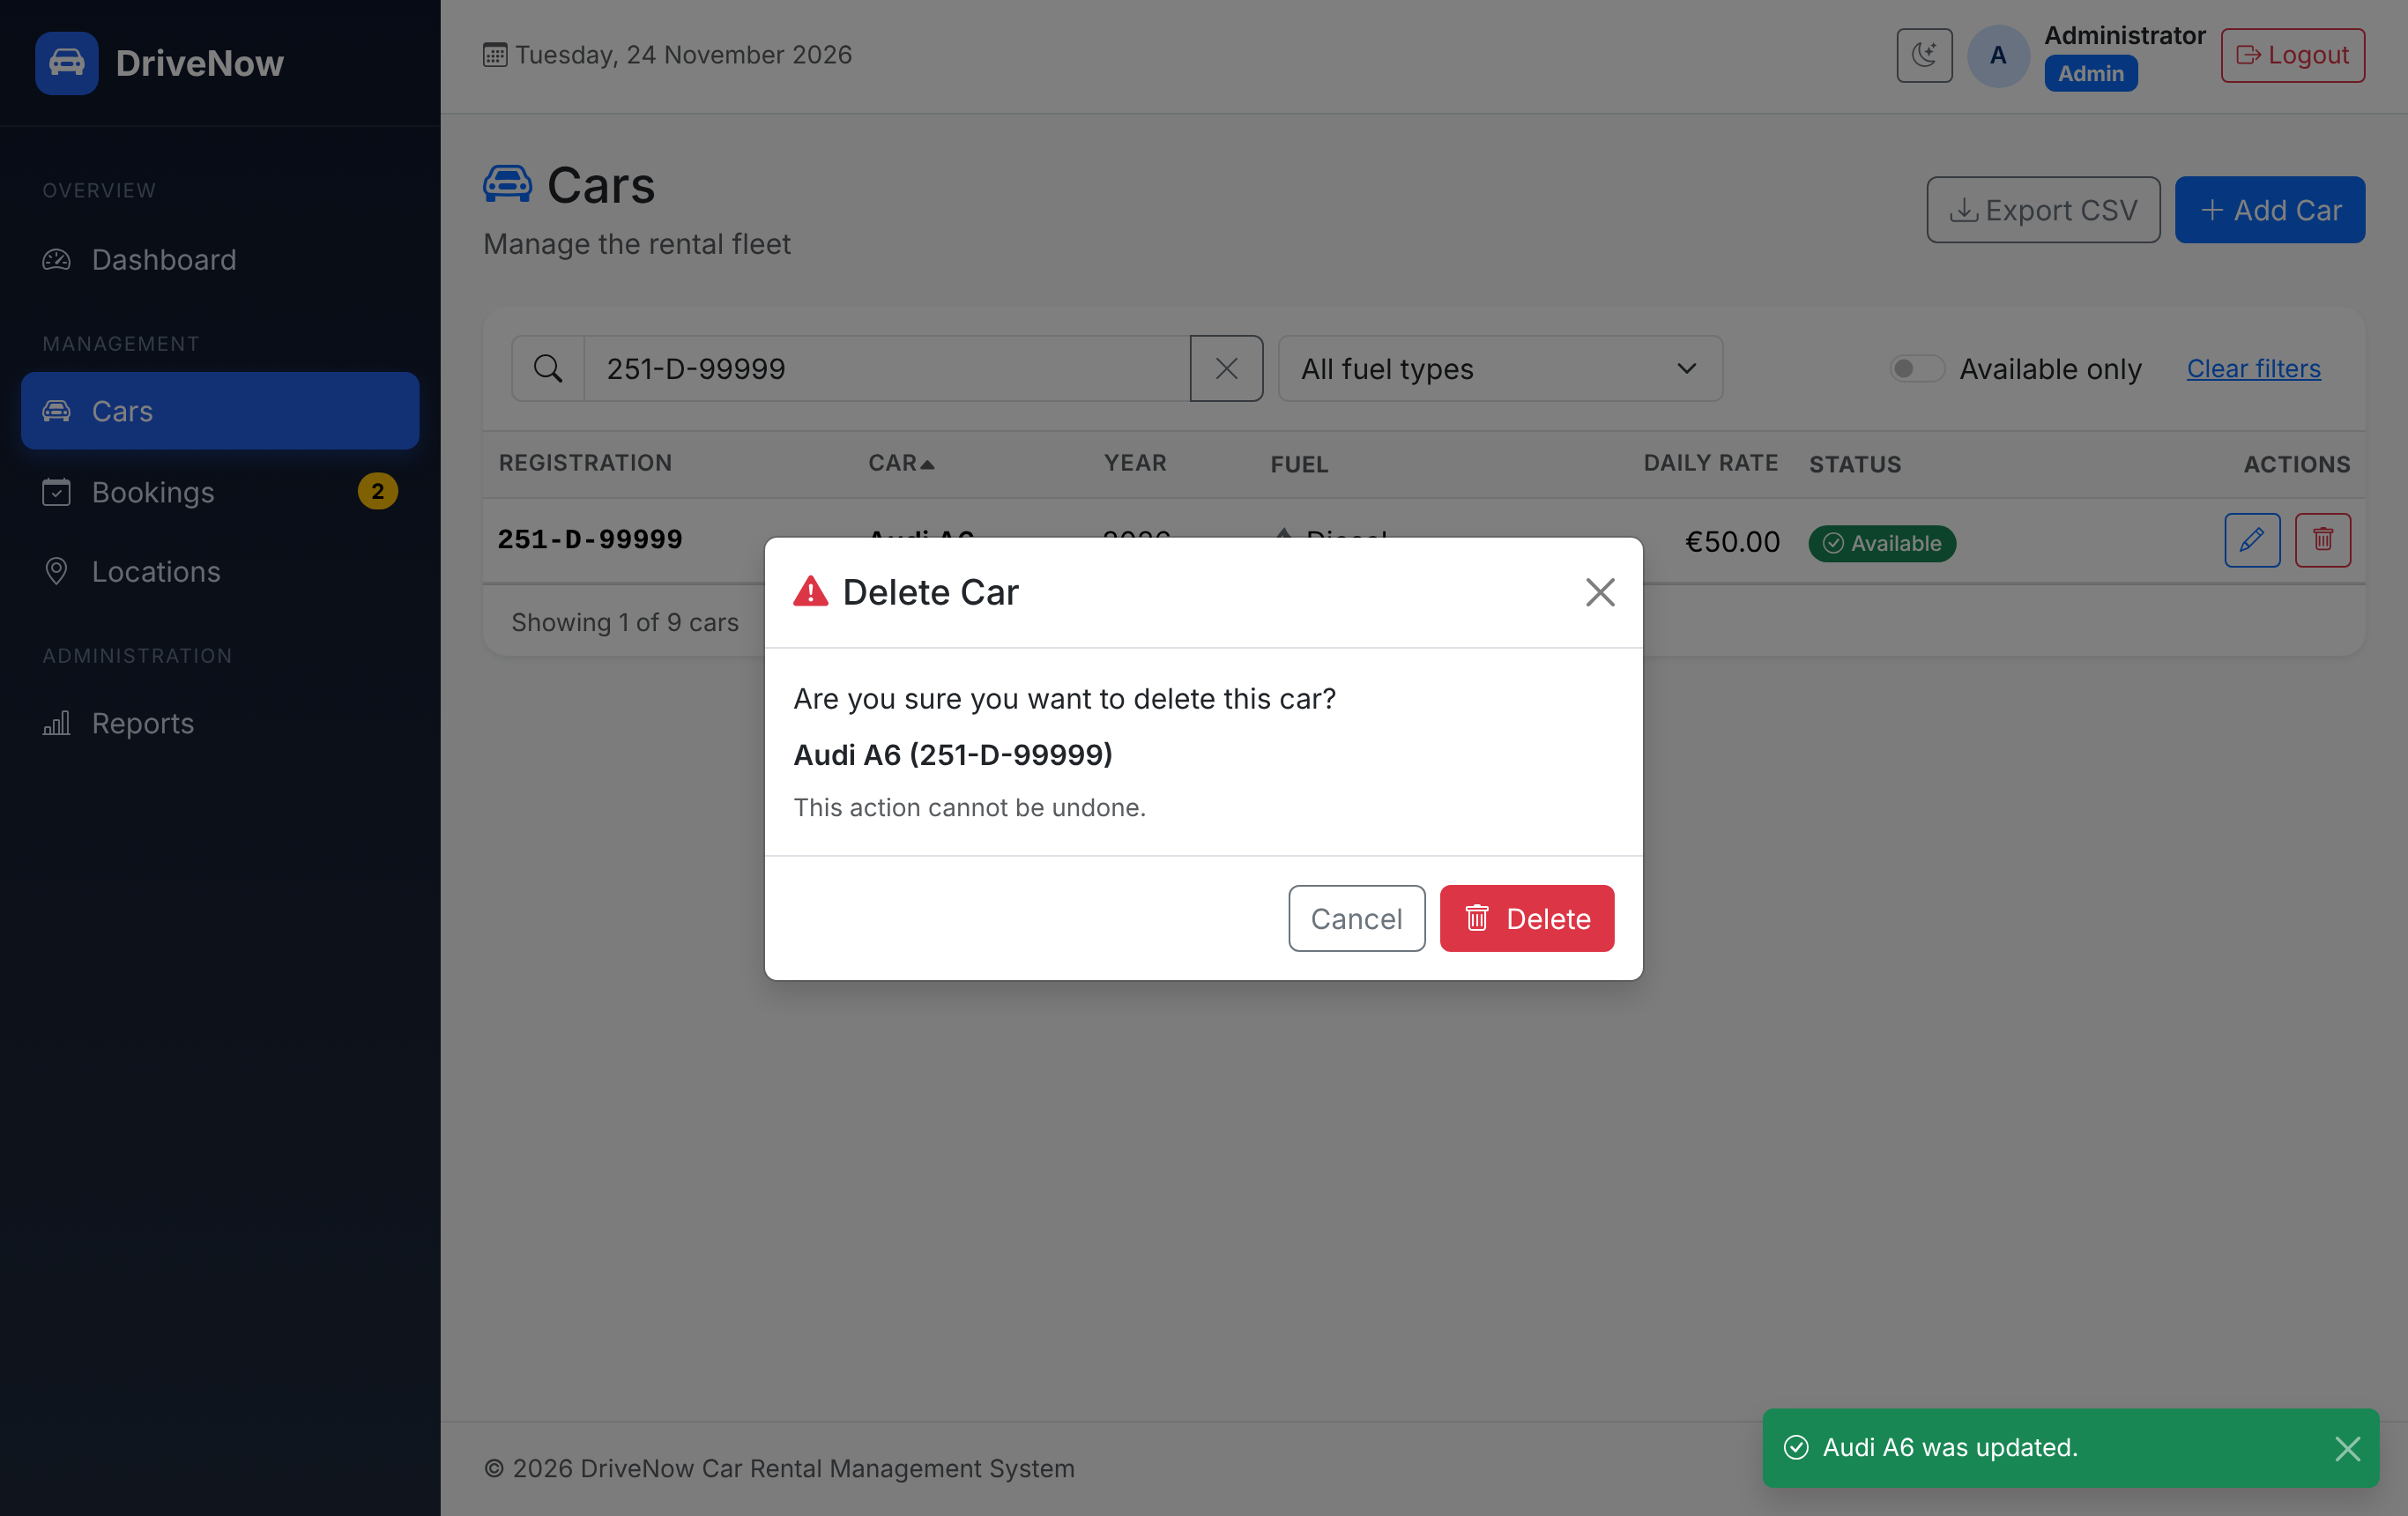 DriveNow
Tuesday, 24 November 2026
A
Administrator
Admin
Logout
OVERVIEW
Dashboard
MANAGEMENT
Cars
Bookings
2
Locations
ADMINISTRATION
Reports
Cars
Manage the rental fleet
Export CSV
Add Car
251-D-99999
All fuel types
Available only
Clear filters
REGISTRATION CAR YEAR FUEL DAILY RATE STATUS ACTIONS
251-D-99999 Audi A6 2026 Diesel €50.00 Available
Showing 1 of 9 cars
Delete Car
Are you sure you want to delete this car?
Audi A6 (251-D-99999)
This action cannot be undone.
Cancel
Delete
Audi A6 was updated.
© 2026 DriveNow Car Rental Management System